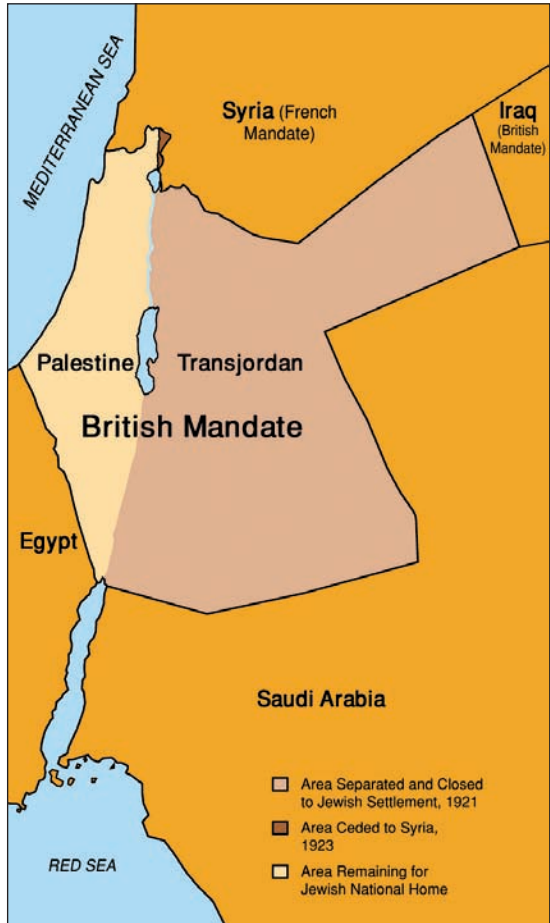 MEDITERRANEAN SEA
Syria (French
Mandate)
Iraq
(British
Mandate)
Palestine
Transjordan
British Mandate
Egypt
Saudi Arabia
Area Separated and Closed
to Jewish Settlement, 1921
Area Ceded to Syria,
1923
Area Remaining for
Jewish National Home
RED SEA